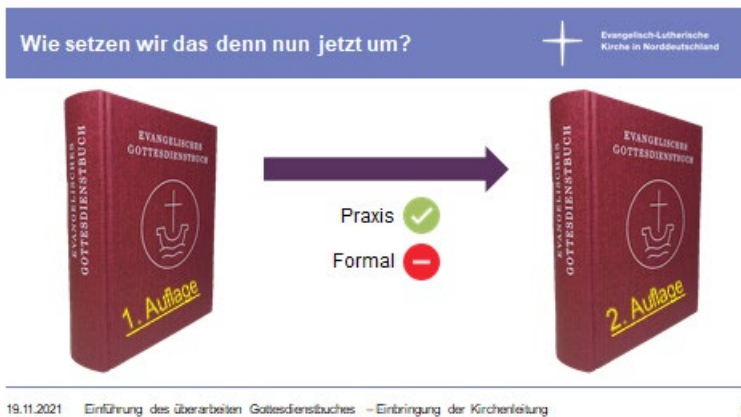 Wie setzen wir das denn nun jetzt um?
Evangelisch-Lutherische
Kirche in Norddeutschland
EVANGELISCHES
GOTTESDIENSTBUCH
EVANGELISCHES
GOTTESDIENSTBUCH
1. Auflage
Praxis
Formal
EVANGELISCHES
GOTTESDIENSTBUCH
EVANGELISCHES
GOTTESDIENSTBUCH
2. Auflage
19.11.2021 Einführung des überarbeiten Gottesdienstbuches – Einbringung der Kirchenleitung